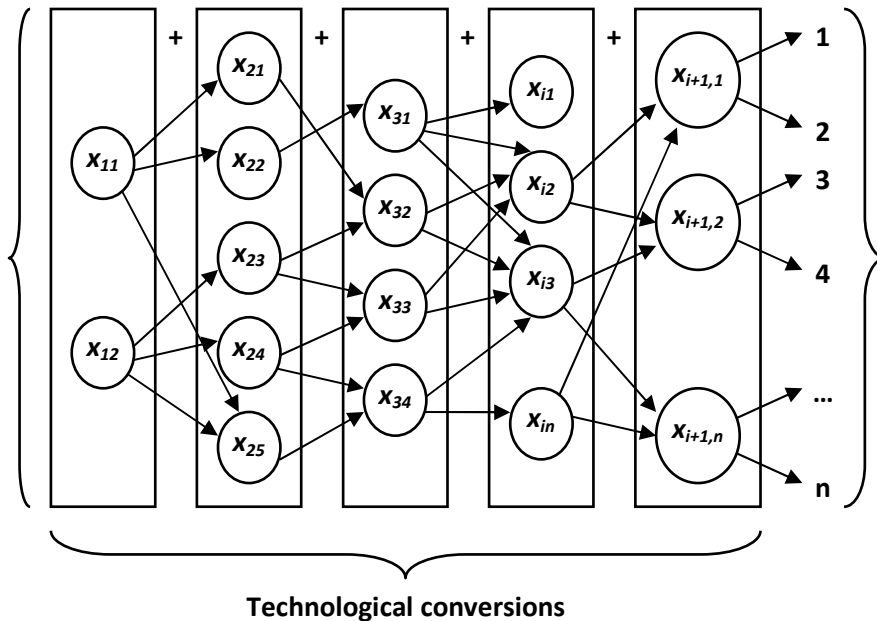 + + + +
x11
x12
x21
x22
x23
x24
x25
x31
x32
x33
x34
xi1
xi2
xi3
xin
xi+1,1
xi+1,2
xi+1,n
1
2
3
4
...
n
Technological conversions